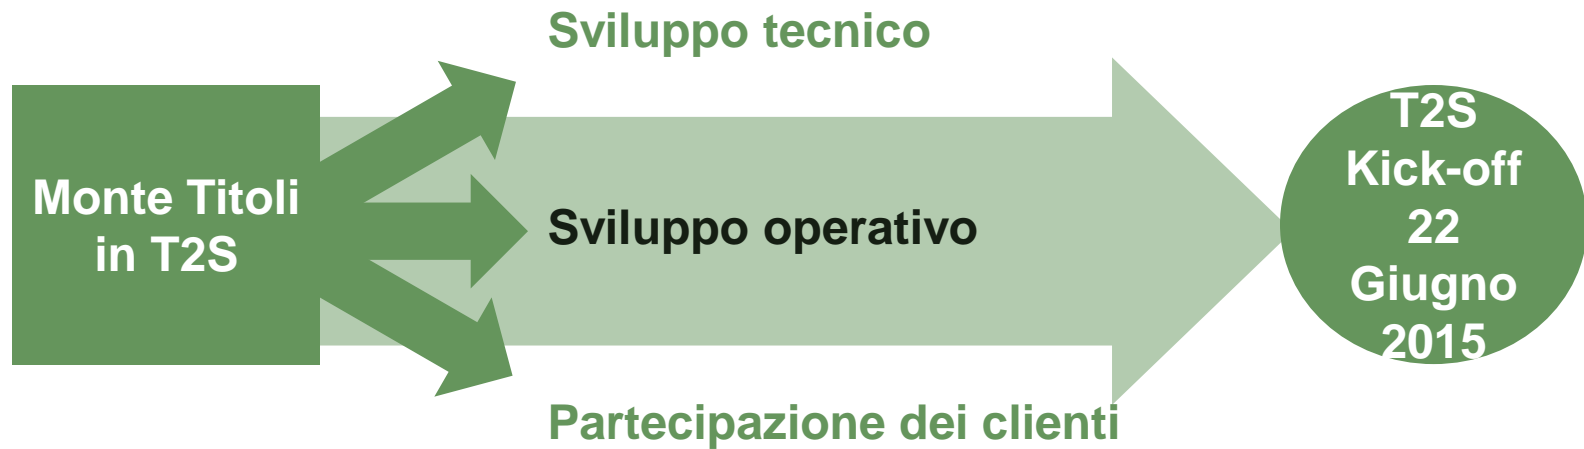 Sviluppo tecnico
Monte Titoli
in T2S
Sviluppo operativo
Partecipazione dei clienti
T2S
Kick-off
22
Giugno
2015